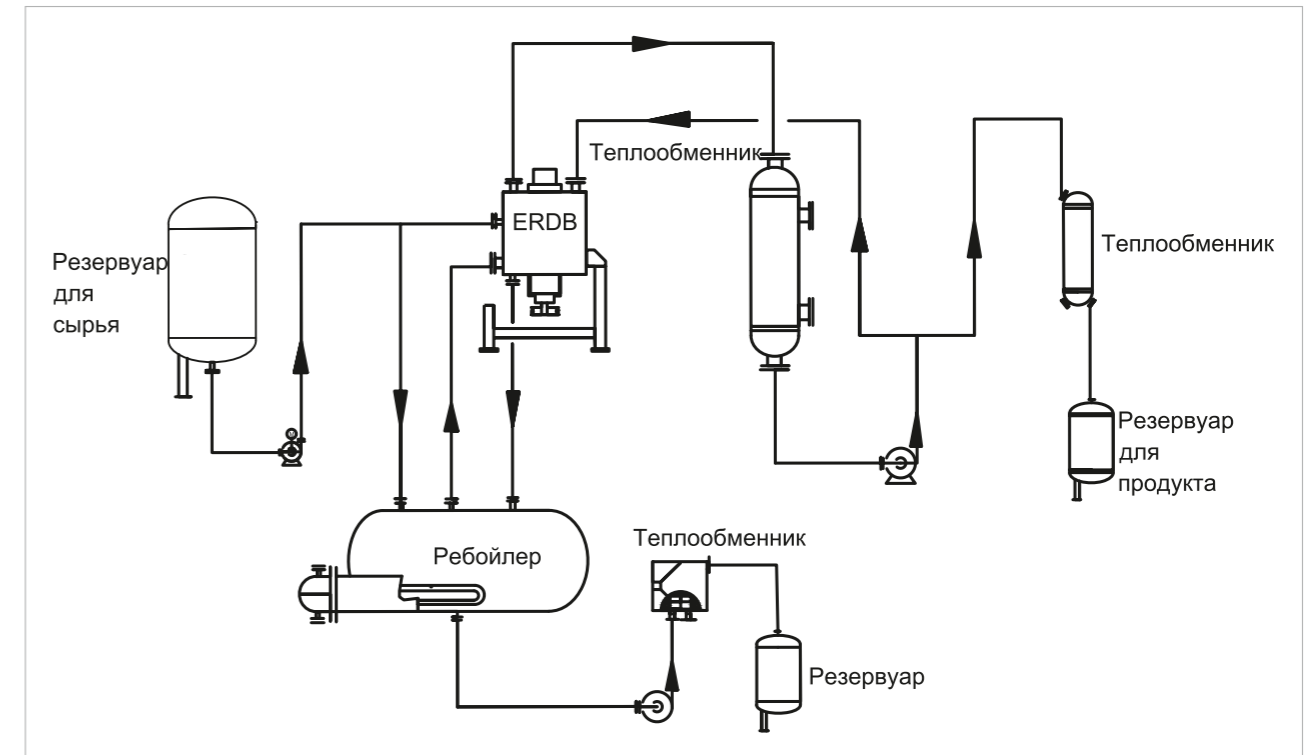 Теплообменник
ERDB
Резервуар
для
сырья
Теплообменник
Резервуар
для
продукта
Теплообменник
Ребойлер
Резервуар